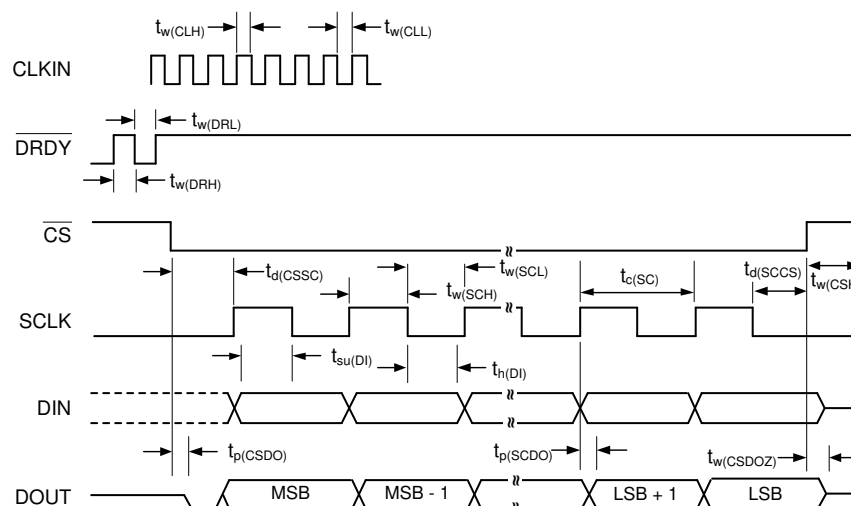 tw(CLH)
tw(CLL)
CLKIN
tw(DRL)
DRDY
tw(DRH)
CS
td(CSSC)
tw(SCL)
tc(SC)
td(SCCS)
tw(SCH)
tw(CSH
SCLK
tsu(DI)
th(DI)
DIN
tp(CSDO)
tp(SCDO)
tw(CSDOZ)
DOUT
MSB
MSB - 1
LSB + 1
LSB